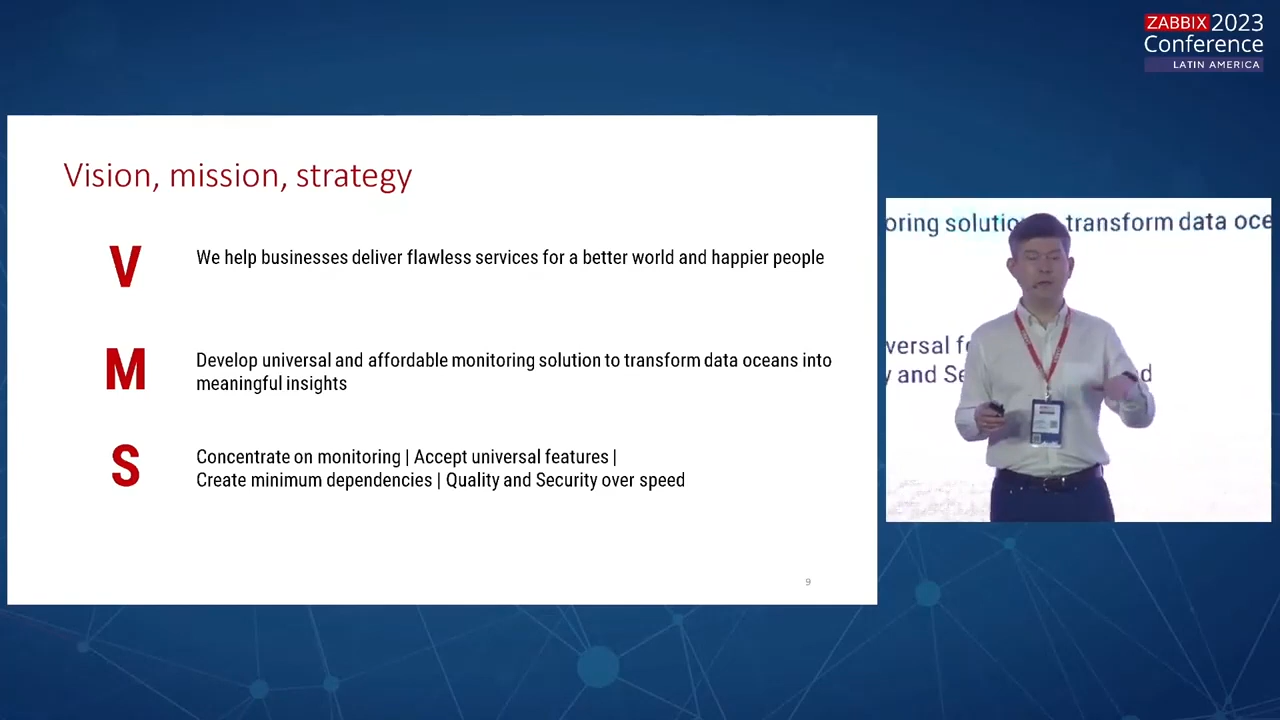 ZABBIX 2023
Conference
LATIN AMERICA
Vision, mission, strategy
V
We help businesses deliver flawless services for a better world and happier people
M
Develop universal and affordable monitoring solution to transform data oceans into
meaningful insights
S
Concentrate on monitoring | Accept universal features |
Create minimum dependencies | Quality and Security over speed
9
oring solutio transform data oce
versal f
y and Se d